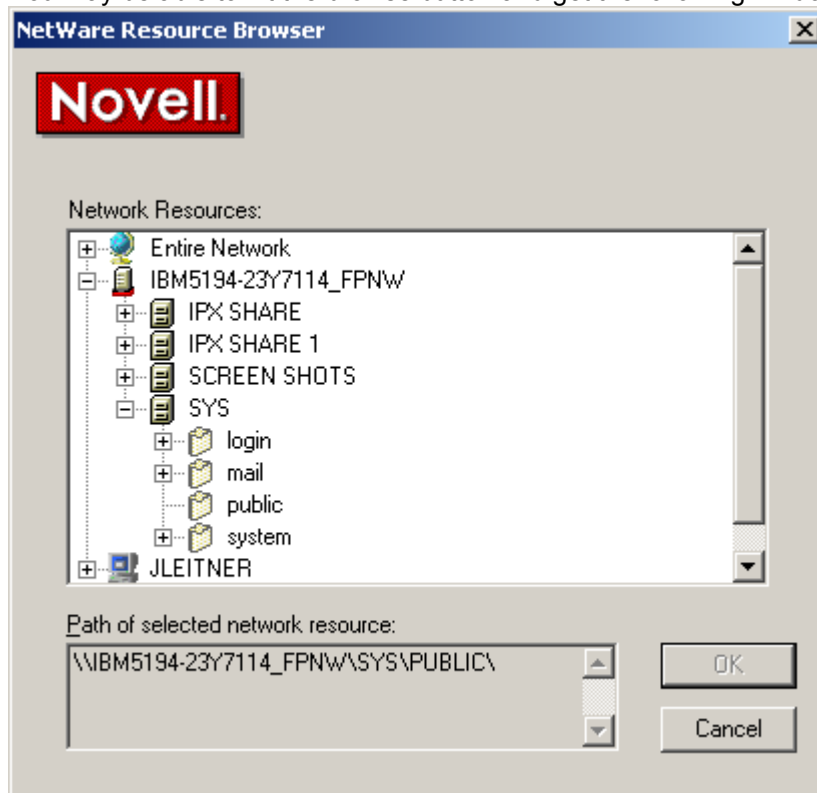 NetWare Resource Browser
Novell.
Network Resources:
Entire Network
IBM5194-23Y7114_FPNW
IPX SHARE
IPX SHARE 1
SCREEN SHOTS
SYS
login
mail
public
system
JLEITNER
Path of selected network resource:
\\IBM5194-23Y7114_FPNW\SYS\PUBLIC\
OK
Cancel